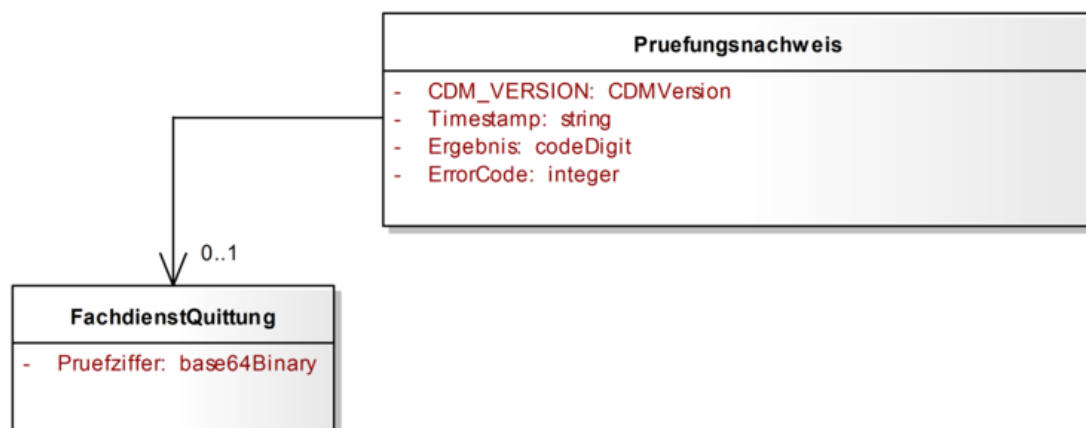 Pruefungsnachweis
- CDM_VERSION: CDMVersion
- Timestamp: string
- Ergebnis: codeDigit
- ErrorCode: integer
0..1
FachdienstQuittung
- Pruefziffer: base64Binary